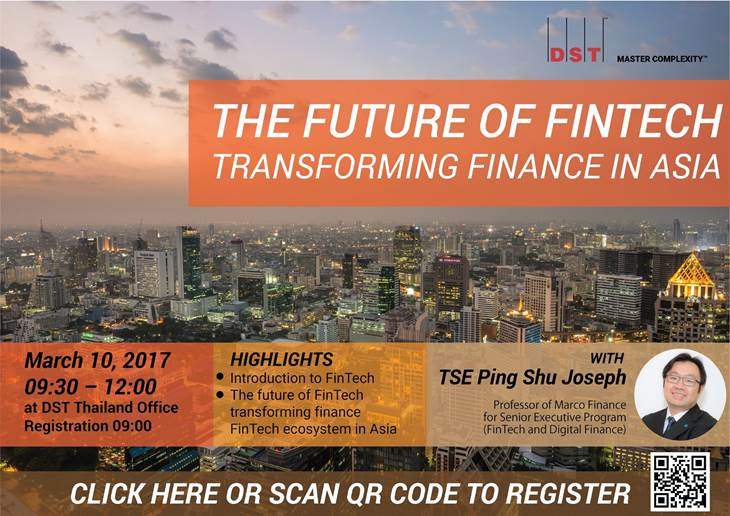 DST MASTER COMPLEXITY™
THE FUTURE OF FINTECH
TRANSFORMING FINANCE IN ASIA
March 10, 2017
09:30 – 12:00
at DST Thailand Office
Registration 09:00
HIGHLIGHTS
• Introduction to FinTech
• The future of FinTech
transforming finance
FinTech ecosystem in Asia
WITH
TSE Ping Shu Joseph
Professor of Marco Finance
for Senior Executive Program
(FinTech and Digital Finance)
CLICK HERE OR SCAN QR CODE TO REGISTER